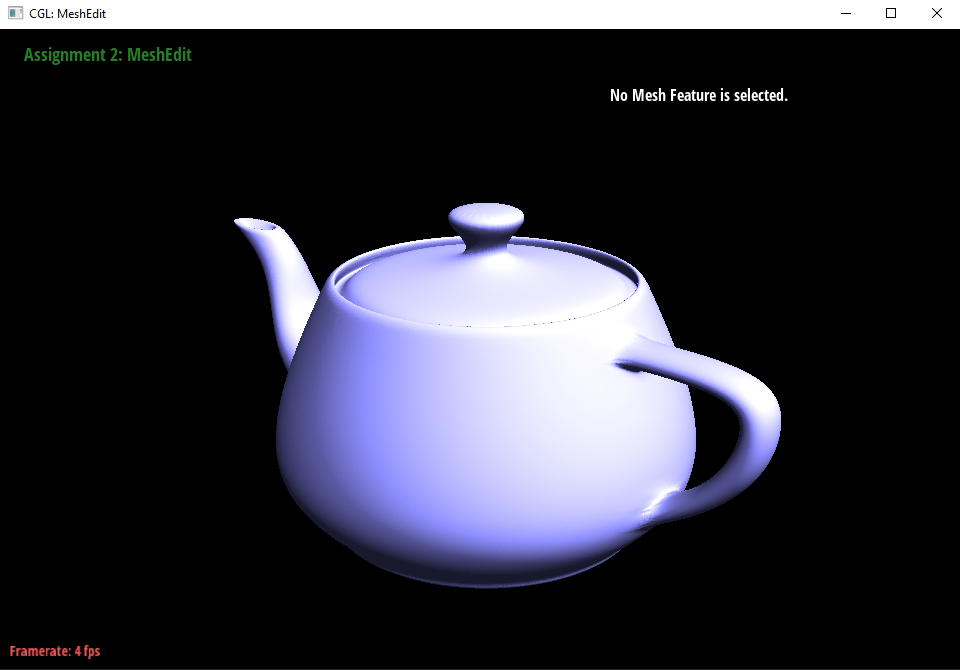 CGL: MeshEdit
Assignment 2: MeshEdit
No Mesh Feature is selected.
Framerate: 4 fps